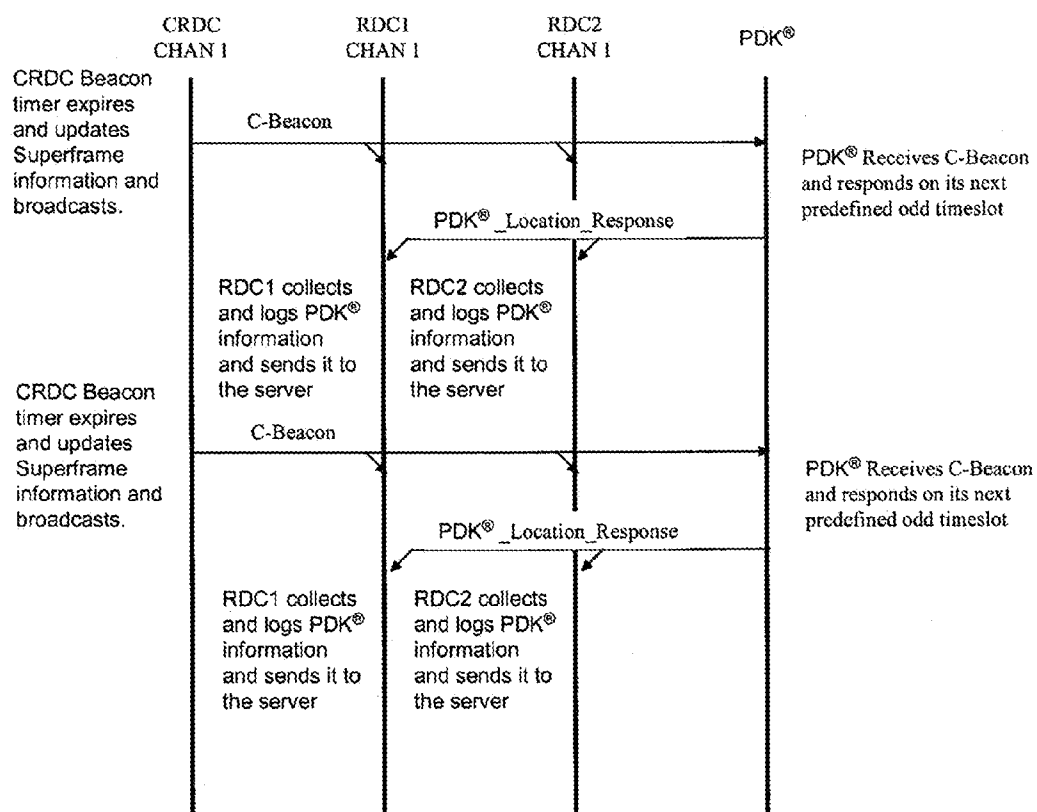 CRDC
CHAN 1
RDC1
CHAN 1
RDC2
CHAN 1
PDK®
CRDC Beacon
timer expires
and updates
Superframe
information and
broadcasts.
C-Beacon
PDK® Receives C-Beacon
and responds on its next
predefined odd timeslot
PDK® _Location_Response
RDC1 collects
and logs PDK®
information
and sends it to
the server
RDC2 collects
and logs PDK®
information
and sends it to
the server
CRDC Beacon
timer expires
and updates
Superframe
information and
broadcasts.
C-Beacon
PDK® Receives C-Beacon
and responds on its next
predefined odd timeslot
PDK® _Location_Response
RDC1 collects
and logs PDK®
information
and sends it to
the server
RDC2 collects
and logs PDK®
information
and sends it to
the server